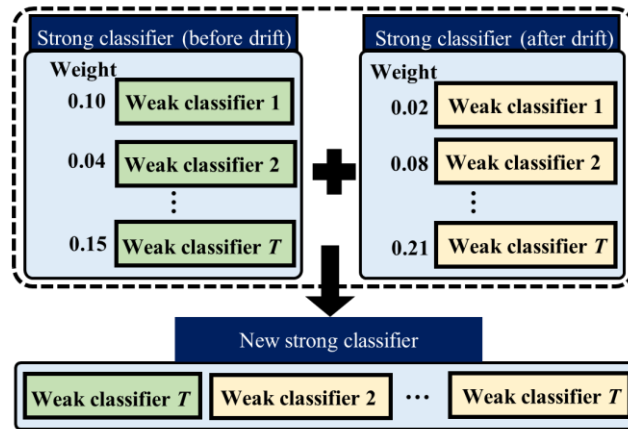 Strong classifier (before drift)
Weight
0.10 Weak classifier 1
0.04 Weak classifier 2
⋮
0.15 Weak classifier T
Strong classifier (after drift)
Weight
0.02 Weak classifier 1
0.08 Weak classifier 2
⋮
0.21 Weak classifier T
New strong classifier
Weak classifier T Weak classifier 2 ⋯ Weak classifier T